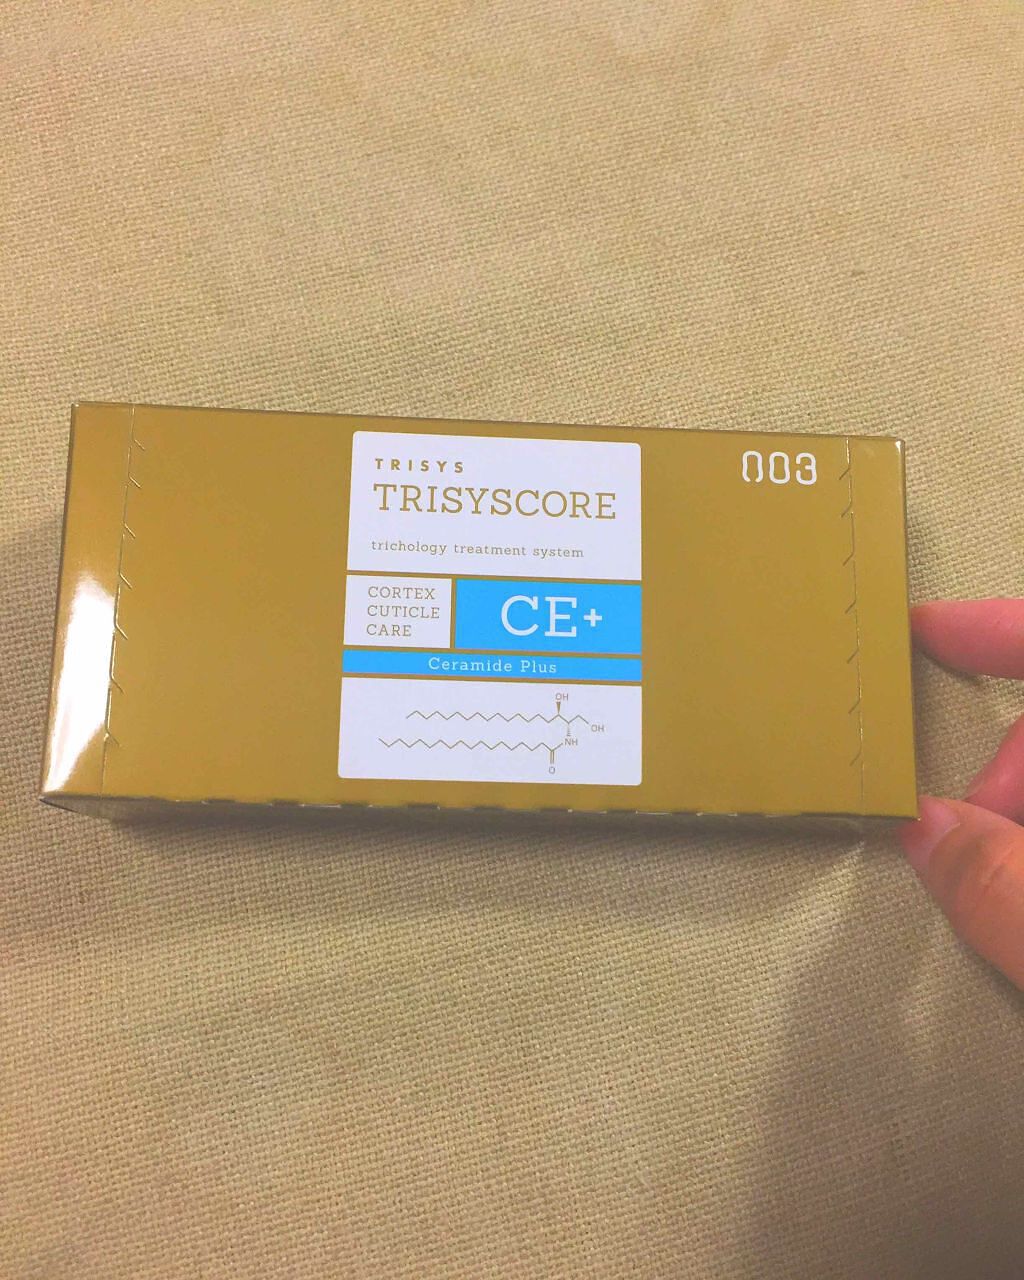 TRISYS
TRISYSCORE
trichology treatment system
003
CORTEX
CUTICLE
CARE
CE+
Ceramide Plus
OH
OH
NH
O